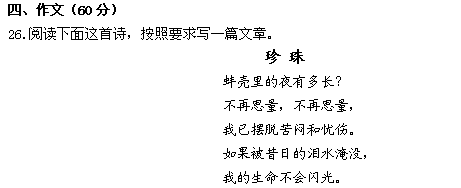 四、作文（60分）
26.阅读下面这首诗，按照要求写一篇文章。
珍 珠
蚌壳里的夜有多长？
不再思量，不再思量，
我已摆脱苦闷和忧伤。
如果被昔日的泪水淹没，
我的生命不会闪光。